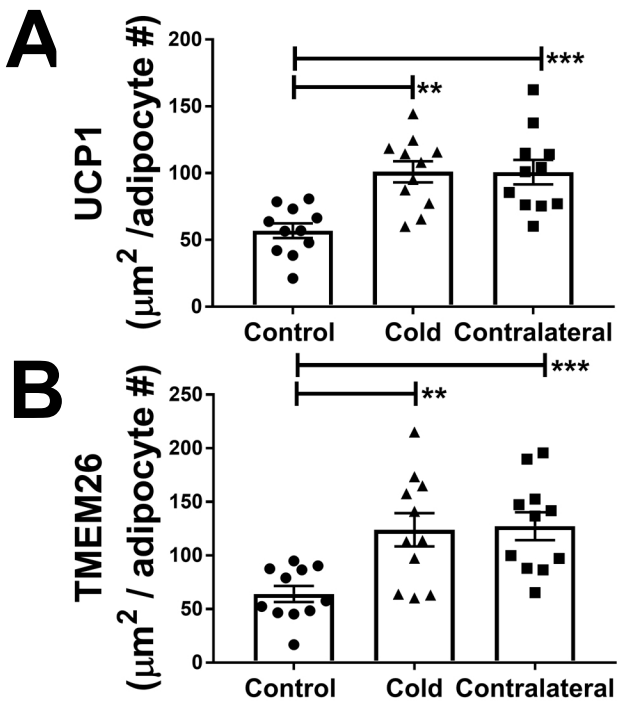 A
UCP1
(μm² /adipocyte #)
200
150
100
50
0
***
**
Control Cold Contralateral
B
TMEM26
(μm² / adipocyte #)
250
200
150
100
50
0
***
**
Control Cold Contralateral